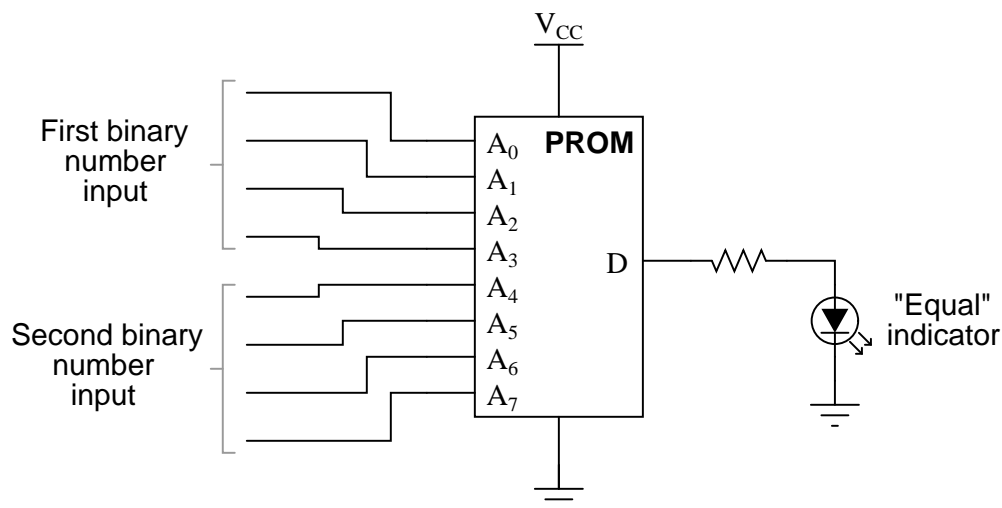 V_CC
First binary
number
input
Second binary
number
input
PROM
A_0
A_1
A_2
A_3
A_4
A_5
A_6
A_7
D
"Equal"
indicator